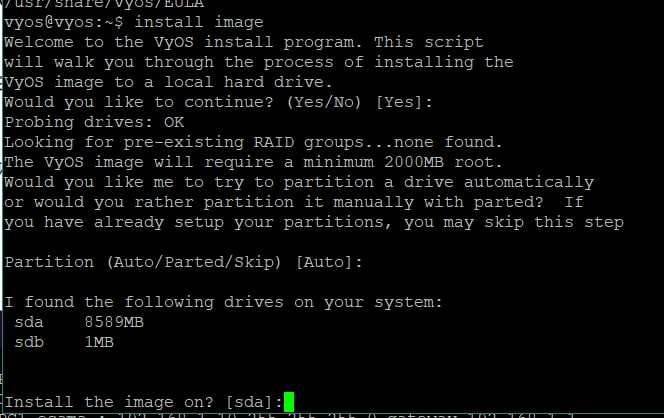 /usr/share/vyos/EULA
vyos@vyos:~$ install image
Welcome to the VyOS install program. This script
will walk you through the process of installing the
VyOS image to a local hard drive.
Would you like to continue? (Yes/No) [Yes]:
Probing drives: OK
Looking for pre-existing RAID groups...none found.
The VyOS image will require a minimum 2000MB root.
Would you like me to try to partition a drive automatically
or would you rather partition it manually with parted? If
you have already setup your partitions, you may skip this step
Partition (Auto/Parted/Skip) [Auto]:
I found the following drives on your system:
sda 8589MB
sdb 1MB
Install the image on? [sda]: